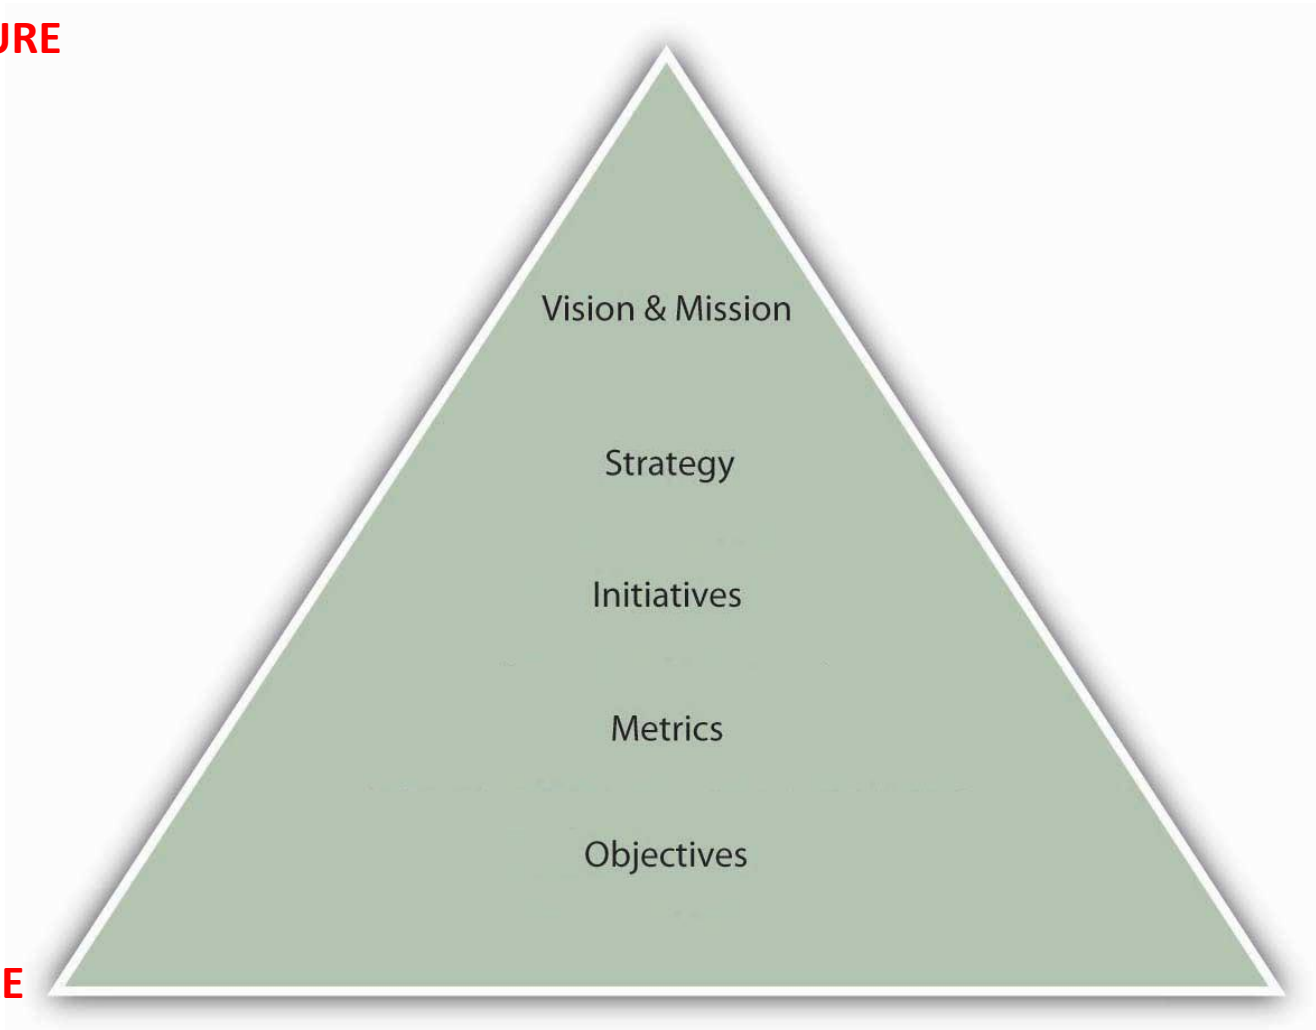 URE
Vision & Mission
Strategy
Initiatives
Metrics
Objectives
E